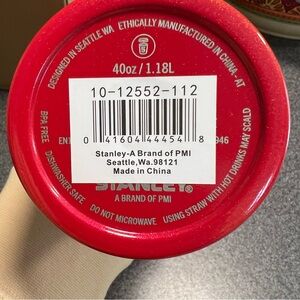 DESIGNED IN SEATTLE WA
ETHICALLY MANUFACTURED IN CHINA
40oz / 1.18L
10-12552-112
0 41604 44454 8
Stanley-A Brand of PMI
Seattle,Wa.98121
Made in China
STANLEY®
A BRAND OF PMI
BPA FREE
DISHWASHER SAFE
DO NOT MICROWAVE
USING STRAW WITH HOT DRINKS MAY SCALD